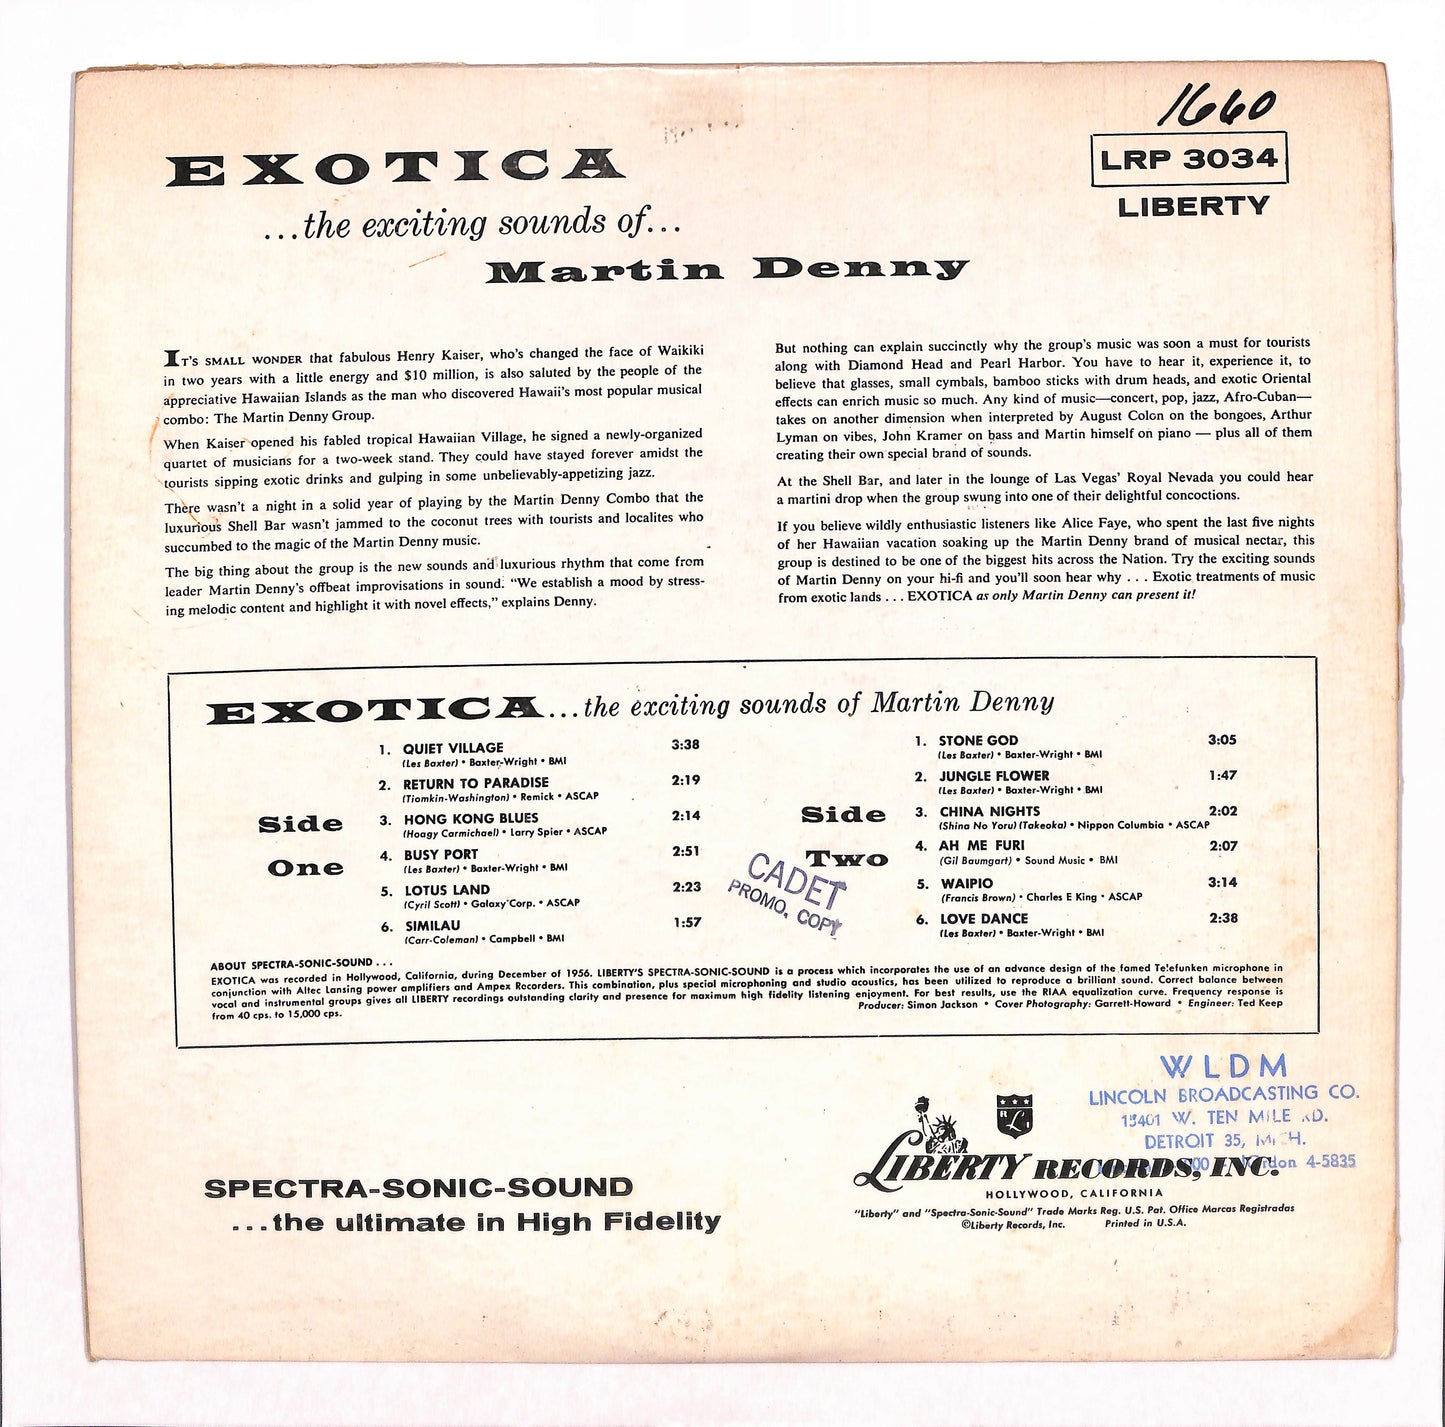 1660
LRP 3034
LIBERTY
EXOTICA
...the exciting sounds of...
Martin Denny
IT'S SMALL WONDER that fabulous Henry Kaiser, who's changed the face of Waikiki
in two years with a little energy and $10 million, is also saluted by the people of the
appreciative Hawaiian Islands as the man who discovered Hawaii's most popular musical
combo: The Martin Denny Group.
When Kaiser opened his fabled tropical Hawaiian Village, he signed a newly-organized
quartet of musicians for a two-week stand. They could have stayed forever amidst the
tourists sipping exotic drinks and gulping in some unbelievably-appetizing jazz.
There wasn't a night in a solid year of playing by the Martin Denny Combo that the
luxurious Shell Bar wasn't jammed to the coconut trees with tourists and localites who
succumbed to the magic of the Martin Denny music.
The big thing about the group is the new sounds and luxurious rhythm that come from
leader Martin Denny's offbeat improvisations in sound. "We establish a mood by stress-
ing melodic content and highlight it with novel effects," explains Denny.
But nothing can explain succinctly why the group's music was soon a must for tourists
along with Diamond Head and Pearl Harbor. You have to hear it, experience it, to
believe that glasses, small cymbals, bamboo sticks with drum heads, and exotic Oriental
effects can enrich music so much. Any kind of music—concert, pop, jazz, Afro-Cuban—
takes on another dimension when interpreted by August Colon on the bongoes, Arthur
Lyman on vibes, John Kramer on bass and Martin himself on piano — plus all of them
creating their own special brand of sounds.
At the Shell Bar, and later in the lounge of Las Vegas' Royal Nevada you could hear
a martini drop when the group swung into one of their delightful concoctions.
If you believe wildly enthusiastic listeners like Alice Faye, who spent the last five nights
of her Hawaiian vacation soaking up the Martin Denny brand of musical nectar, this
group is destined to be one of the biggest hits across the Nation. Try the exciting sounds
of Martin Denny on your hi-fi and you'll soon hear why . . . Exotic treatments of music
from exotic lands . . . EXOTICA as only Martin Denny can present it!
EXOTICA...the exciting sounds of Martin Denny
Side
One
1. QUIET VILLAGE 3:38
(Les Baxter) • Baxter-Wright • BMI
2. RETURN TO PARADISE 2:19
(Tiomkin-Washington) • Remick • ASCAP
3. HONG KONG BLUES 2:14
(Hoagy Carmichael) • Larry Spier • ASCAP
4. BUSY PORT 2:51
(Les Baxter) • Baxter-Wright • BMI
5. LOTUS LAND 2:23
(Cyril Scott) • Galaxy Corp. • ASCAP
6. SIMILAU 1:57
(Carr-Coleman) • Campbell • BMI
Side
Two
1. STONE GOD 3:05
(Les Baxter) • Baxter-Wright • BMI
2. JUNGLE FLOWER 1:47
(Les Baxter) • Baxter-Wright • BMI
3. CHINA NIGHTS 2:02
(Shina No Yoru) (Takeoka) • Nippon Columbia • ASCAP
4. AH ME FURI 2:07
(Gil Baumgart) • Sound Music • BMI
5. WAIPIO 3:14
(Francis Brown) • Charles E King • ASCAP
6. LOVE DANCE 2:38
(Les Baxter) • Baxter-Wright • BMI
CADET
PROMO. COPY
ABOUT SPECTRA-SONIC-SOUND . . .
EXOTICA was recorded in Hollywood, California, during December of 1956. LIBERTY'S SPECTRA-SONIC-SOUND is a process which incorporates the use of an advance design of the famed Telefunken microphone in
conjunction with Altec Lansing power amplifiers and Ampex Recorders. This combination, plus special microphoning and studio acoustics, has been utilized to reproduce a brilliant sound. Correct balance between
vocal and instrumental groups gives all LIBERTY recordings outstanding clarity and presence for maximum high fidelity listening enjoyment. For best results, use the RIAA equalization curve. Frequency response is
from 40 cps. to 15,000 cps.
Producer: Simon Jackson • Cover Photography: Garrett-Howard • Engineer: Ted Keep
WLDM
LINCOLN BROADCASTING CO.
15401 W. TEN MILE RD.
DETROIT 35, MICH.
4-5835
SPECTRA-SONIC-SOUND
...the ultimate in High Fidelity
LIBERTY RECORDS, INC.
HOLLYWOOD, CALIFORNIA
"Liberty" and "Spectra-Sonic-Sound" Trade Marks Reg. U.S. Pat. Office Marcas Registradas
©Liberty Records, Inc. Printed in U.S.A.